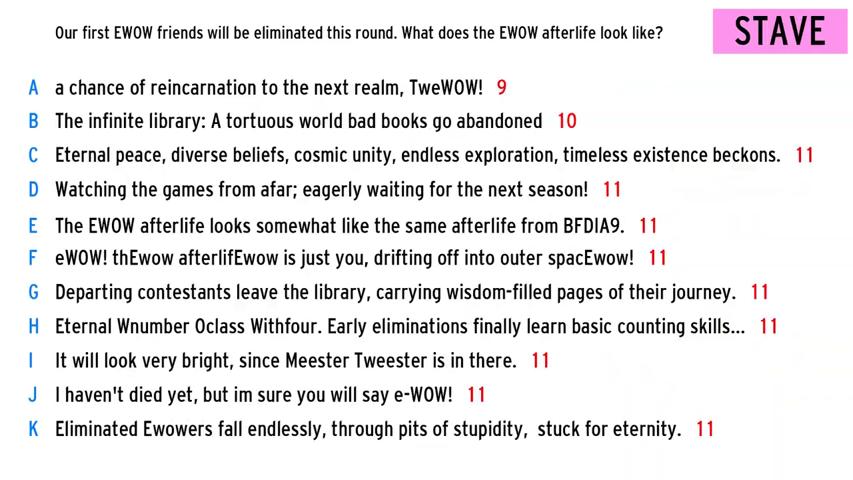 Our first EWOW friends will be eliminated this round. What does the EWOW afterlife look like?
STAVE
A a chance of reincarnation to the next realm, TweWOW! 9
B The infinite library: A tortuous world bad books go abandoned 10
C Eternal peace, diverse beliefs, cosmic unity, endless exploration, timeless existence beckons. 11
D Watching the games from afar; eagerly waiting for the next season! 11
E The EWOW afterlife looks somewhat like the same afterlife from BFDIA9. 11
F eWOW! thEwow afterlifEwow is just you, drifting off into outer spacEwow! 11
G Departing contestants leave the library, carrying wisdom-filled pages of their journey. 11
H Eternal Wnumber Oclass Withfour. Early eliminations finally learn basic counting skills... 11
I It will look very bright, since Meester Tweester is in there. 11
J I haven't died yet, but im sure you will say e-WOW! 11
K Eliminated Ewowers fall endlessly, through pits of stupidity, stuck for eternity. 11